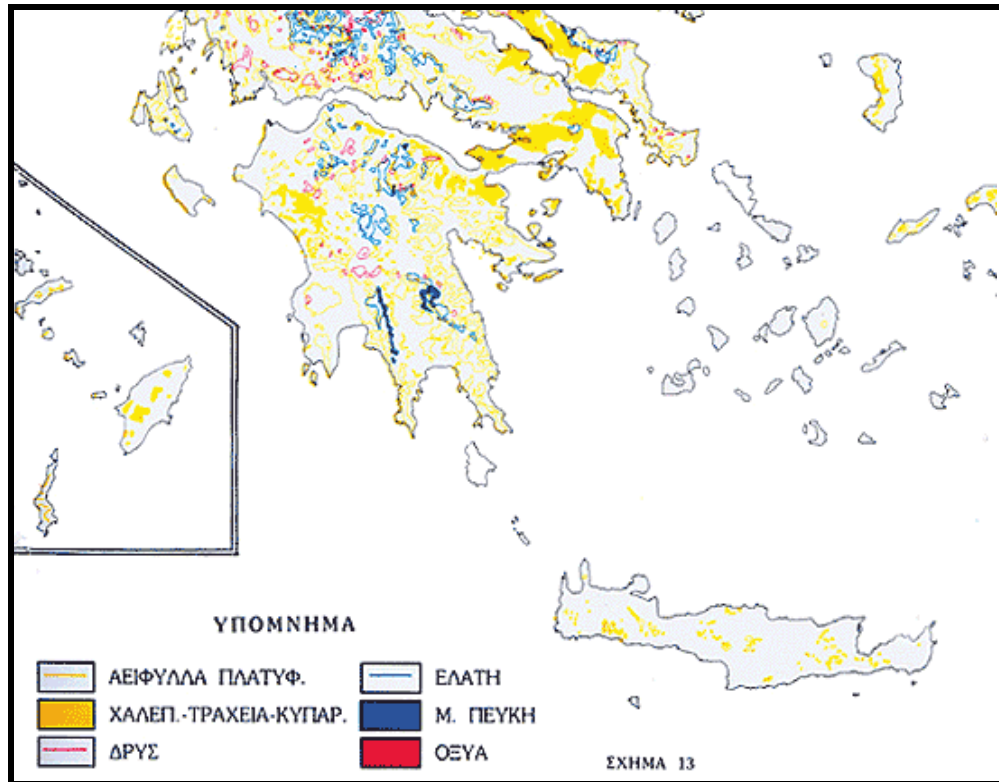 ΥΠΟΜΝΗΜΑ
ΑΕΙΦΥΛΛΑ ΠΛΑΤΥΦ.
ΕΛΑΤΗ
ΧΑΛΕΠ.-ΤΡΑΧΕΙΑ-ΚΥΠΑΡ.
Μ. ΠΕΥΚΗ
ΔΡΥΣ
ΟΞΥΑ
ΣΧΗΜΑ 13